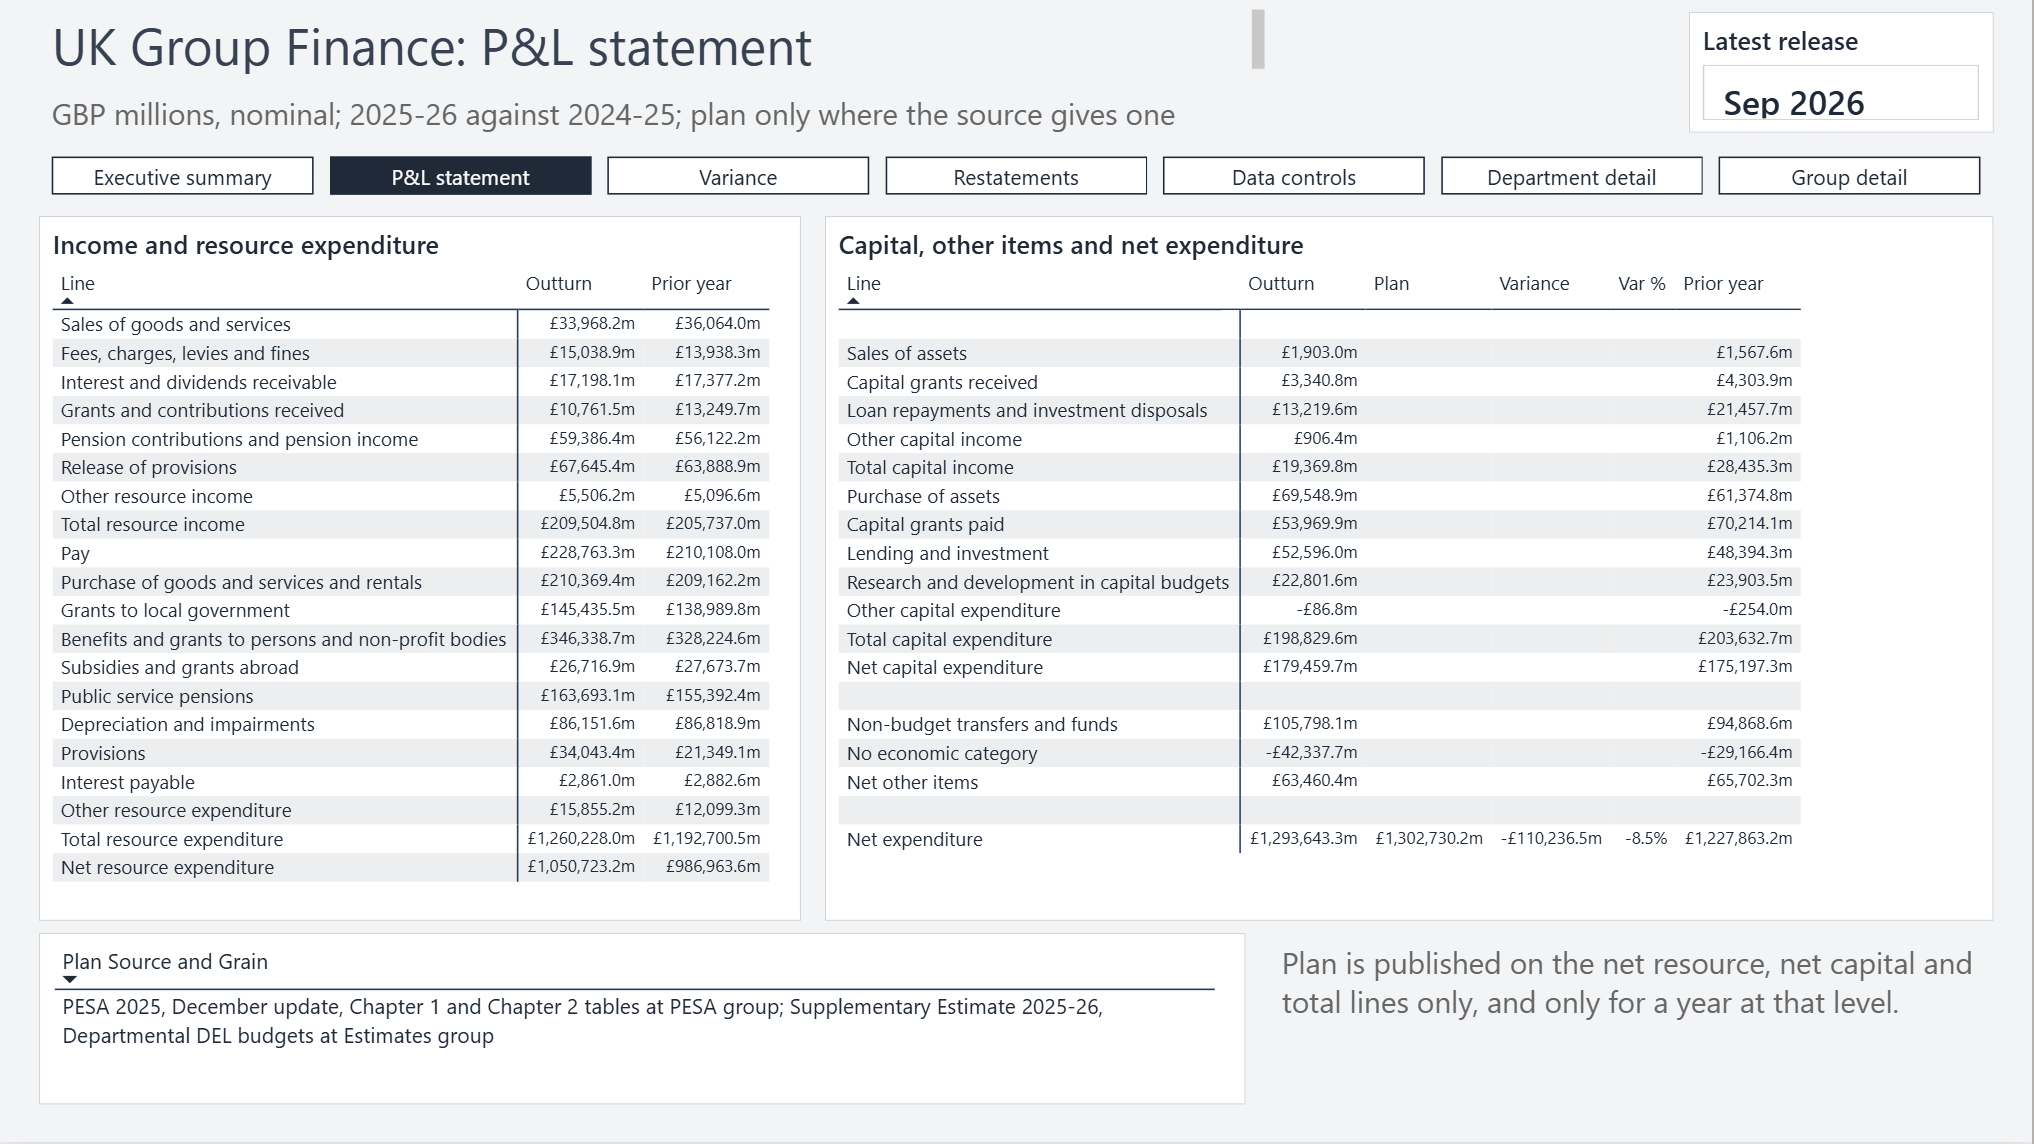 UK Group Finance: P&L statement
GBP millions, nominal; 2025-26 against 2024-25; plan only where the source gives one
Latest release
Sep 2026
Executive summary
P&L statement
Variance
Restatements
Data controls
Department detail
Group detail
Income and resource expenditure
Line Outturn Prior year
Sales of goods and services £33,968.2m £36,064.0m
Fees, charges, levies and fines £15,038.9m £13,938.3m
Interest and dividends receivable £17,198.1m £17,377.2m
Grants and contributions received £10,761.5m £13,249.7m
Pension contributions and pension income £59,386.4m £56,122.2m
Release of provisions £67,645.4m £63,888.9m
Other resource income £5,506.2m £5,096.6m
Total resource income £209,504.8m £205,737.0m
Pay £228,763.3m £210,108.0m
Purchase of goods and services and rentals £210,369.4m £209,162.2m
Grants to local government £145,435.5m £138,989.8m
Benefits and grants to persons and non-profit bodies £346,338.7m £328,224.6m
Subsidies and grants abroad £26,716.9m £27,673.7m
Public service pensions £163,693.1m £155,392.4m
Depreciation and impairments £86,151.6m £86,818.9m
Provisions £34,043.4m £21,349.1m
Interest payable £2,861.0m £2,882.6m
Other resource expenditure £15,855.2m £12,099.3m
Total resource expenditure £1,260,228.0m £1,192,700.5m
Net resource expenditure £1,050,723.2m £986,963.6m
Capital, other items and net expenditure
Line Outturn Plan Variance Var % Prior year
Sales of assets £1,903.0m £1,567.6m
Capital grants received £3,340.8m £4,303.9m
Loan repayments and investment disposals £13,219.6m £21,457.7m
Other capital income £906.4m £1,106.2m
Total capital income £19,369.8m £28,435.3m
Purchase of assets £69,548.9m £61,374.8m
Capital grants paid £53,969.9m £70,214.1m
Lending and investment £52,596.0m £48,394.3m
Research and development in capital budgets £22,801.6m £23,903.5m
Other capital expenditure -£86.8m -£254.0m
Total capital expenditure £198,829.6m £203,632.7m
Net capital expenditure £179,459.7m £175,197.3m
Non-budget transfers and funds £105,798.1m £94,868.6m
No economic category -£42,337.7m -£29,166.4m
Net other items £63,460.4m £65,702.3m
Net expenditure £1,293,643.3m £1,302,730.2m -£110,236.5m -8.5% £1,227,863.2m
Plan Source and Grain
PESA 2025, December update, Chapter 1 and Chapter 2 tables at PESA group; Supplementary Estimate 2025-26,
Departmental DEL budgets at Estimates group
Plan is published on the net resource, net capital and
total lines only, and only for a year at that level.